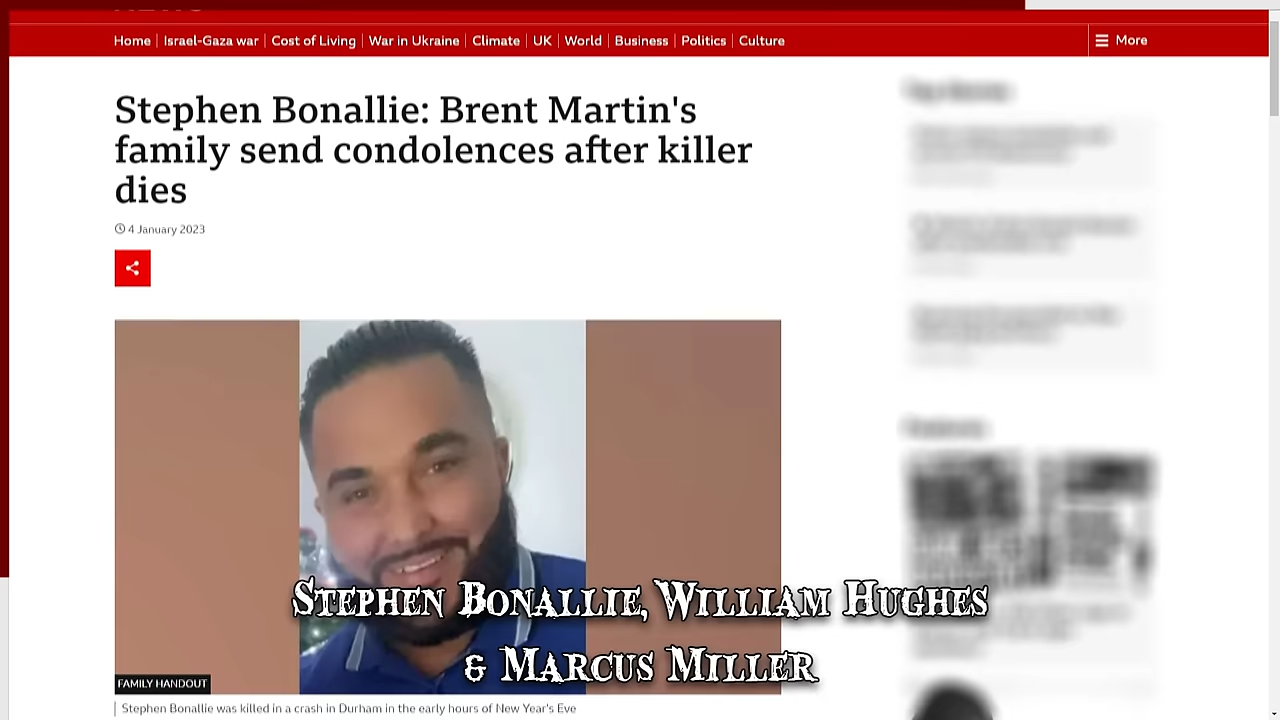 Home Israel-Gaza war Cost of Living War in Ukraine Climate UK World Business Politics Culture More
Stephen Bonallie: Brent Martin's
family send condolences after killer
dies
4 January 2023
STEPHEN BONALLIE, WILLIAM HUGHES
& MARCUS MILLER
FAMILY HANDOUT
Stephen Bonallie was killed in a crash in Durham in the early hours of New Year's Eve